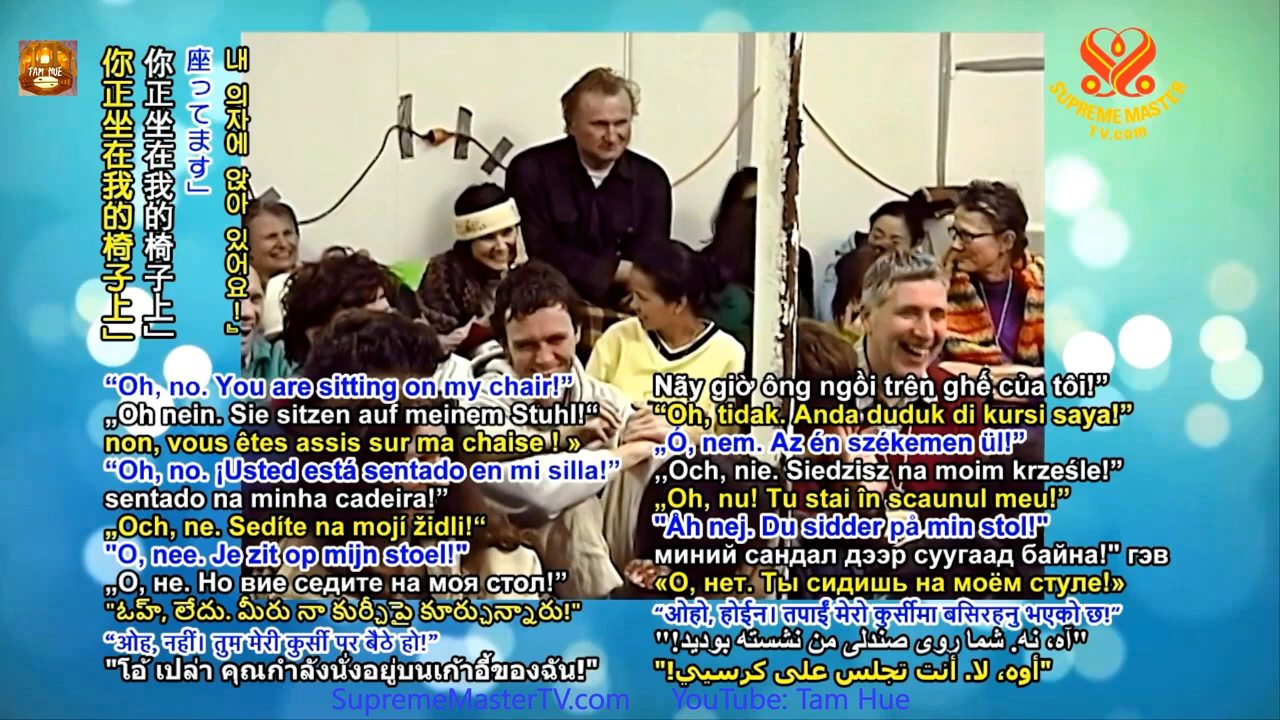 TAM HUE
SUPREME MASTER
TV.com
내 의자에 앉아 있어요!』
座ってます」
你正坐在我的椅子上」
你正坐在我的椅子上」
“Oh, no. You are sitting on my chair!”
„Oh nein. Sie sitzen auf meinem Stuhl!“
non, vous êtes assis sur ma chaise ! »
“Oh, no. ¡Usted está sentado en mi silla!”
sentado na minha cadeira!”
„Och, ne. Sedíte na mojí židli!“
"O, nee. Je zit op mijn stoel!"
„О, не. Но вие седите на моя стол!”
"ఓహ్, లేదు. మీరు నా కుర్చీపై కూర్చున్నారు!"
“ओह, नहीं। तुम मेरी कुर्सी पर बैठे हो!”
"โอ้ เปล่า คุณกำลังนั่งอยู่บนเก้าอี้ของฉัน!"
Nãy giờ ông ngồi trên ghế của tôi!”
“Oh, tidak. Anda duduk di kursi saya!”
„Ó, nem. Az én székemen ül!”
,,Och, nie. Siedzisz na moim krześle!”
„Oh, nu! Tu stai în scaunul meu!”
"Åh nej. Du sidder på min stol!"
миний сандал дээр суугаад байна!" гэв
«О, нет. Ты сидишь на моём стуле!»
“ओहो, होईन। तपाईं मेरो कुर्सीमा बसिरहनु भएको छ!”
"آه، نه. شما روی صندلی من نشسته بودید!"
"أوه، لا. أنت تجلس على كرسيي!"
SupremeMasterTV.com YouTube: Tam Hue